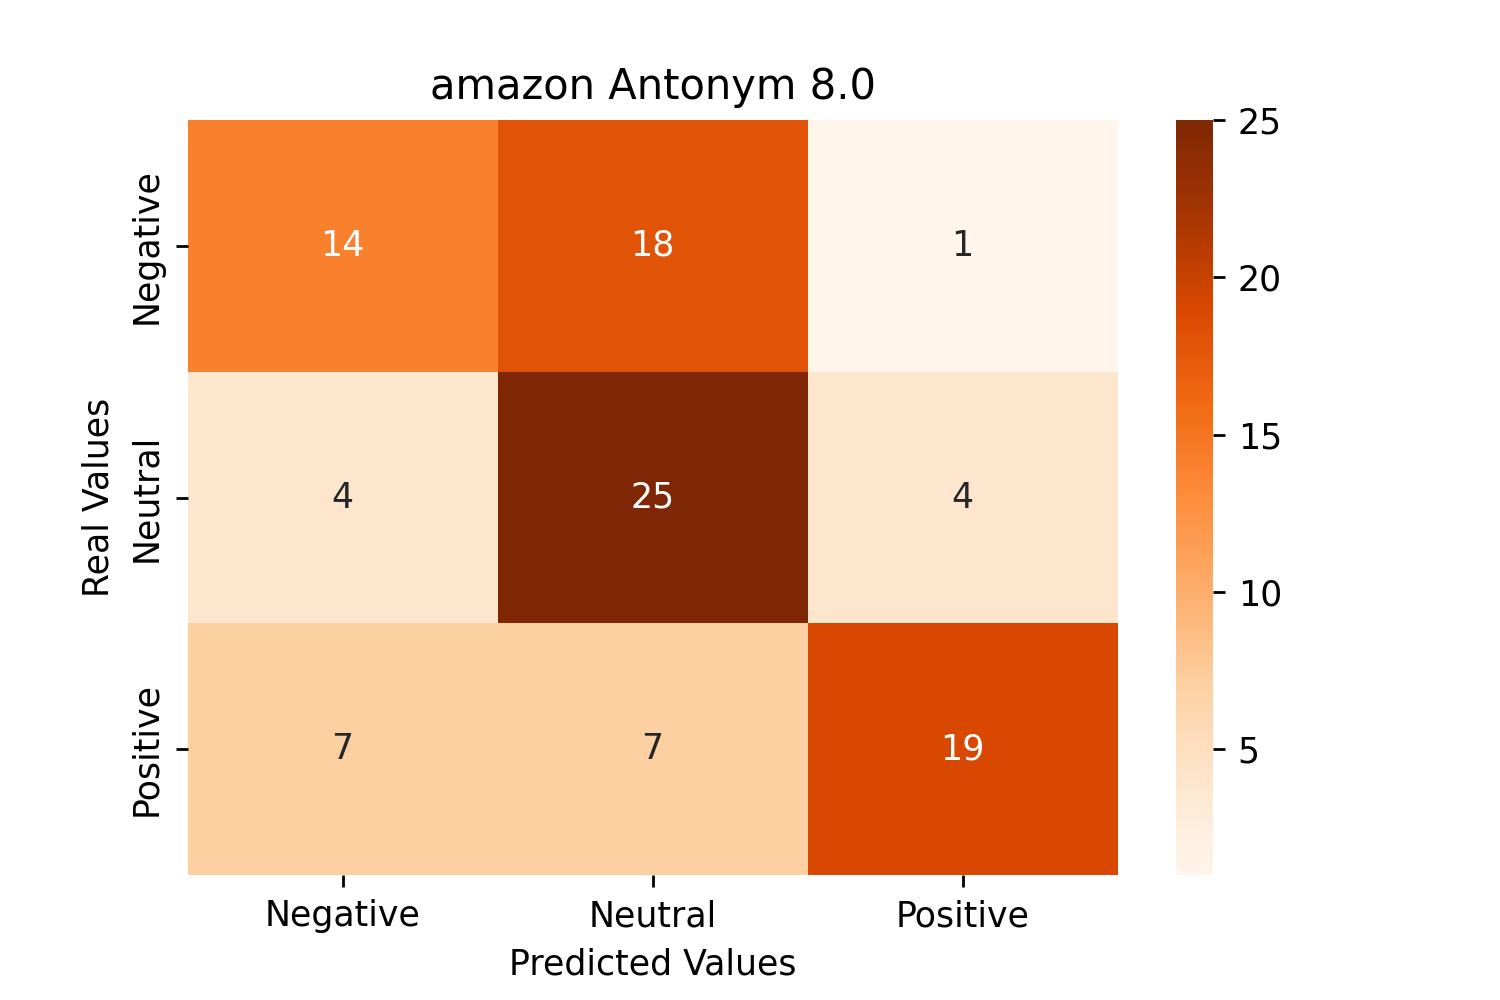 amazon Antonym 8.0
Real Values
Negative
14 18 1
Neutral
4 25 4
Positive
7 7 19
Negative Neutral Positive
Predicted Values
25
20
15
10
5